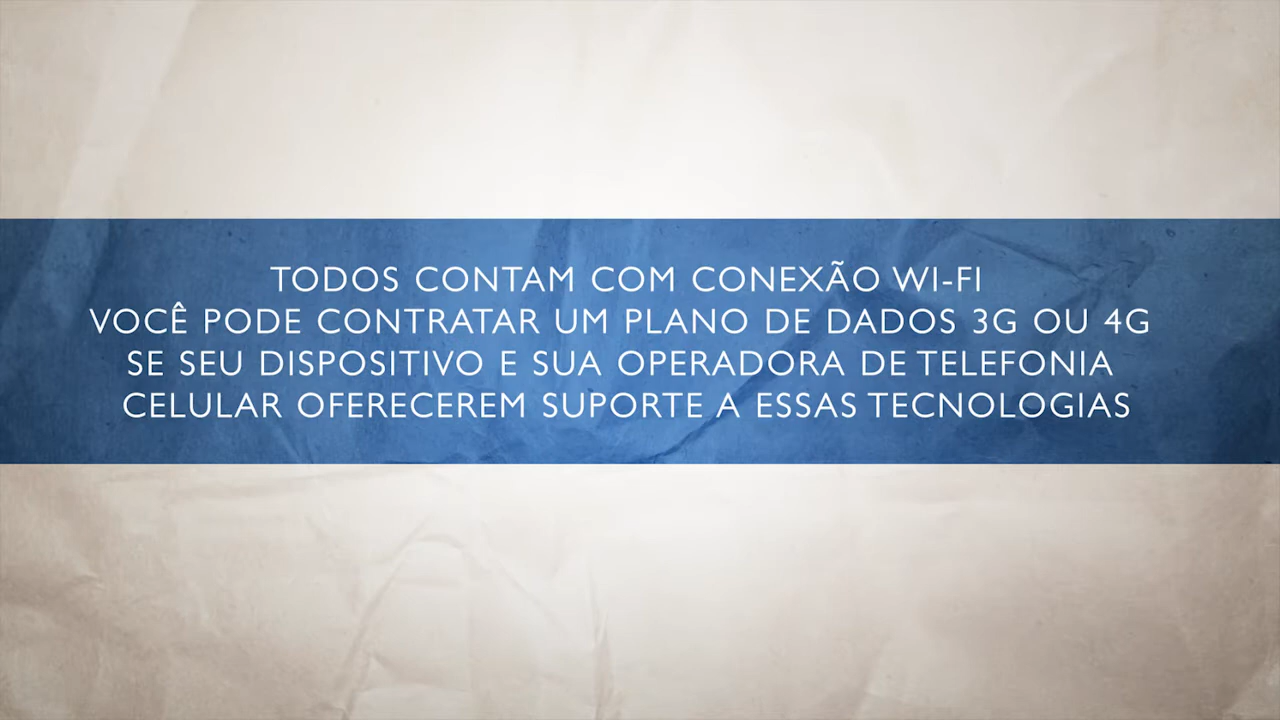 TODOS CONTAM COM CONEXÃO WI-FI
VOCÊ PODE CONTRATAR UM PLANO DE DADOS 3G OU 4G
SE SEU DISPOSITIVO E SUA OPERADORA DE TELEFONIA
CELULAR OFERECEREM SUPORTE A ESSAS TECNOLOGIAS